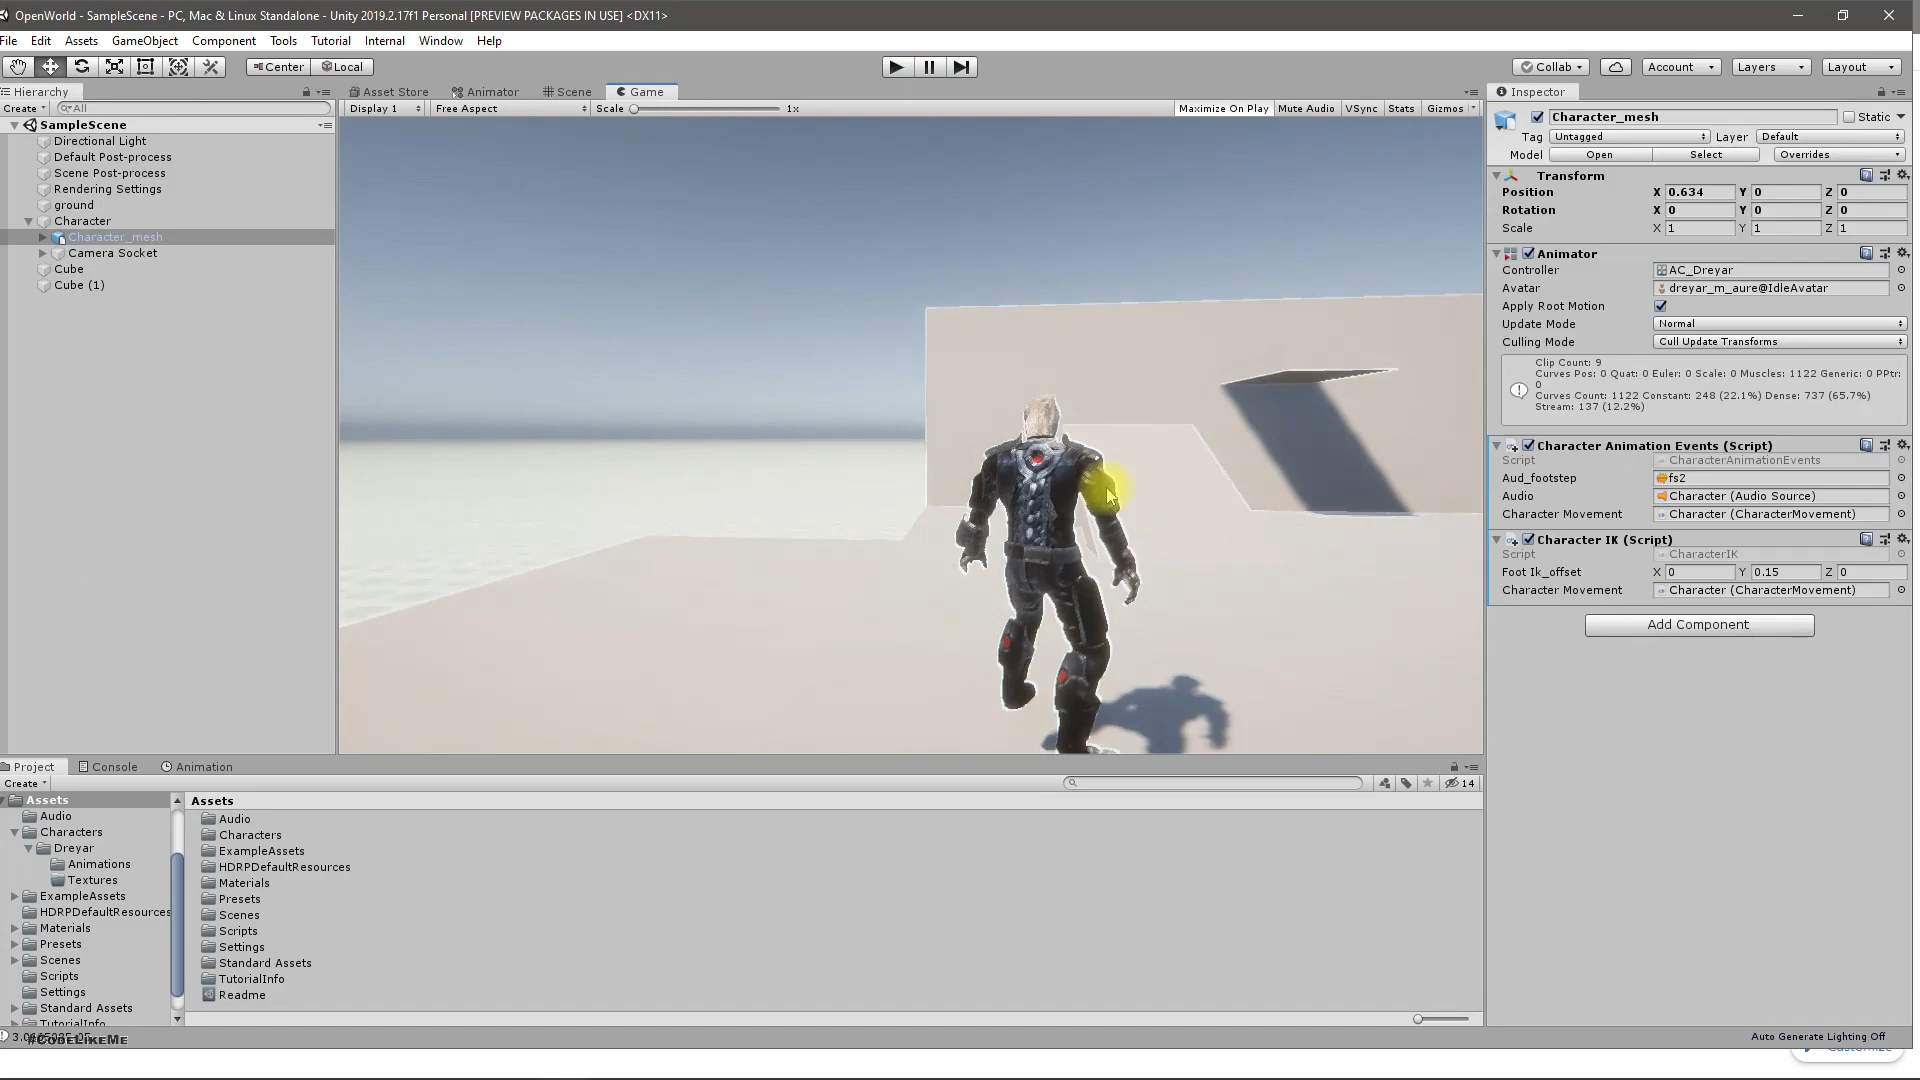 OpenWorld - SampleScene - PC, Mac & Linux Standalone - Unity 2019.2.17f1 Personal [PREVIEW PACKAGES IN USE] <DX11>
File Edit Assets GameObject Component Tools Tutorial Internal Window Help
Center Local
Collab Account Layers Layout
Hierarchy
Create All
SampleScene
Directional Light
Default Post-process
Scene Post-process
Rendering Settings
ground
Character
Character_mesh
Camera Socket
Cube
Cube (1)
Asset Store Animator Scene Game
Display 1 Free Aspect Scale 1x Maximize On Play Mute Audio VSync Stats Gizmos
Inspector
Character_mesh Static
Tag Untagged Layer Default
Model Open Select Overrides
Transform
Position X 0.634 Y 0 Z 0
Rotation X 0 Y 0 Z 0
Scale X 1 Y 1 Z 1
Animator
Controller AC_Dreyar
Avatar dreyar_m_aure@IdleAvatar
Apply Root Motion
Update Mode Normal
Culling Mode Cull Update Transforms
Clip Count: 9
Curves Pos: 0 Quat: 0 Euler: 0 Scale: 0 Muscles: 1122 Generic: 0 PPtr:
0
Curves Count: 1122 Constant: 248 (22.1%) Dense: 737 (65.7%)
Stream: 137 (12.2%)
Character Animation Events (Script)
Script CharacterAnimationEvents
Aud_footstep fs2
Audio Character (Audio Source)
Character Movement Character (CharacterMovement)
Character IK (Script)
Script CharacterIK
Foot Ik_offset X 0 Y 0.15 Z 0
Character Movement Character (CharacterMovement)
Add Component
Project Console Animation
Create 14
Assets
Audio
Characters
Dreyar
Animations
Textures
ExampleAssets
HDRPDefaultResources
Materials
Presets
Scenes
Scripts
Settings
Standard Assets
TutorialInfo
Assets
Audio
Characters
ExampleAssets
HDRPDefaultResources
Materials
Presets
Scenes
Scripts
Settings
Standard Assets
TutorialInfo
Readme
#CodeLikeMe
Auto Generate Lighting Off
Customize